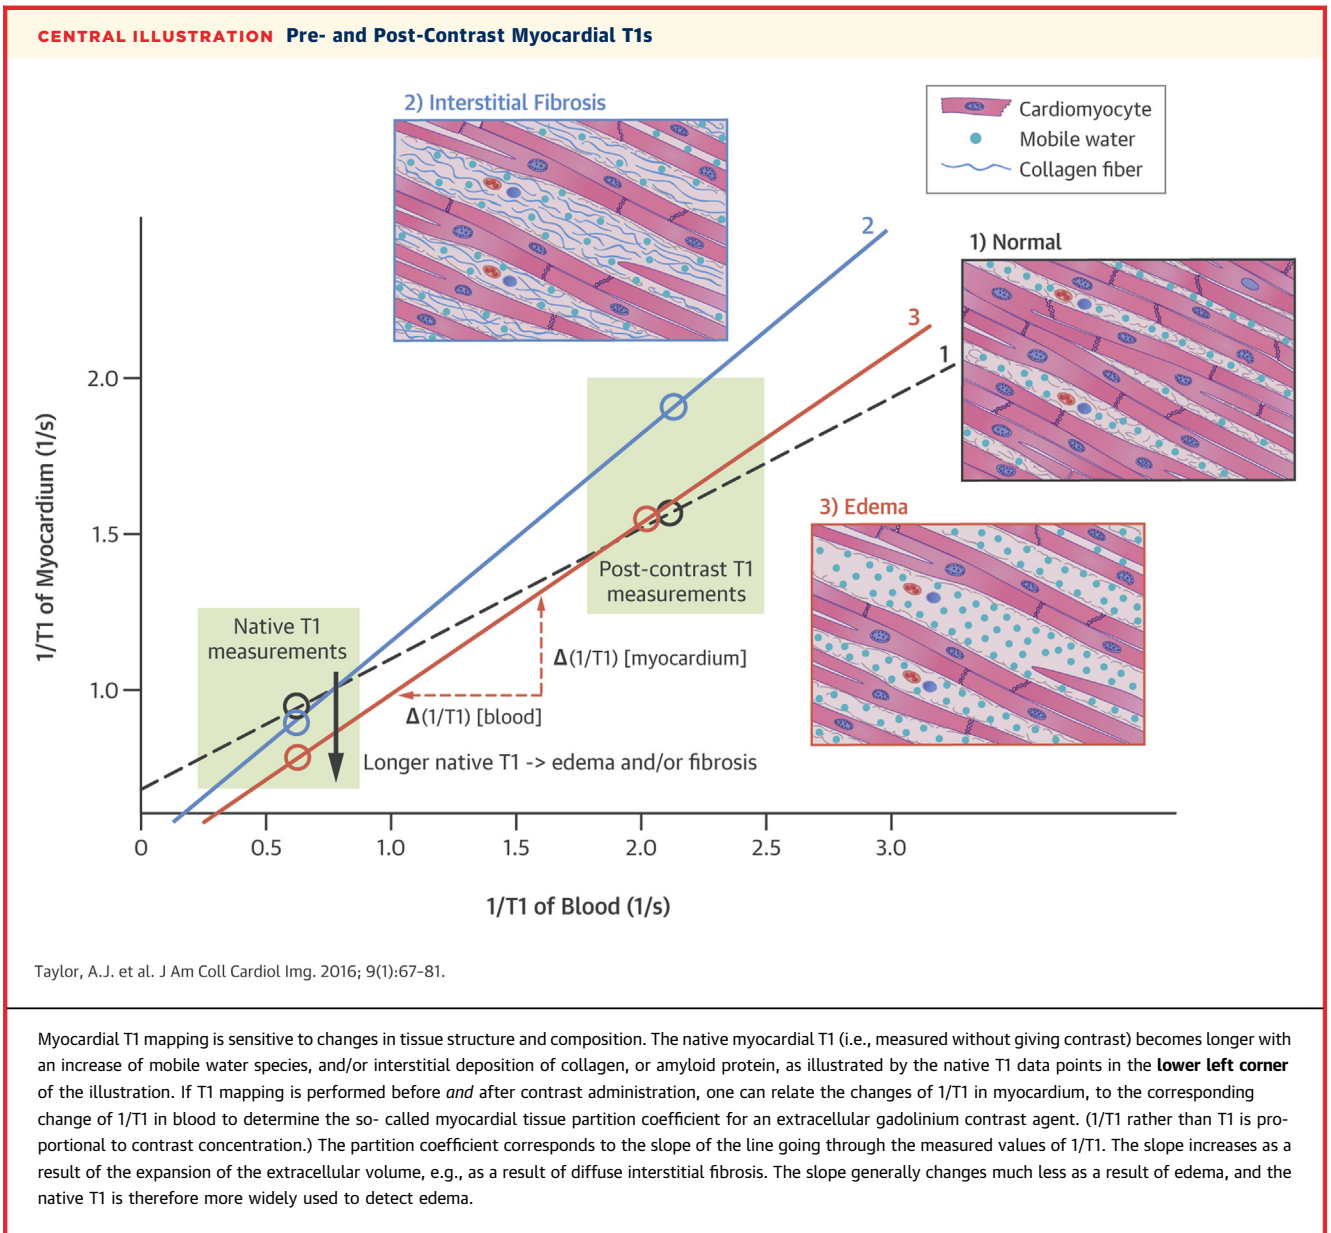 CENTRAL ILLUSTRATION Pre- and Post-Contrast Myocardial T1s
2) Interstitial Fibrosis
Cardiomyocyte
Mobile water
Collagen fiber
2
1) Normal
3
1
2.0
1.5
1.0
1/T1 of Myocardium (1/s)
3) Edema
Post-contrast T1
measurements
Native T1
measurements
Δ(1/T1) [myocardium]
Δ(1/T1) [blood]
Longer native T1 -> edema and/or fibrosis
0 0.5 1.0 1.5 2.0 2.5 3.0
1/T1 of Blood (1/s)
Taylor, A.J. et al. J Am Coll Cardiol Img. 2016; 9(1):67–81.
Myocardial T1 mapping is sensitive to changes in tissue structure and composition. The native myocardial T1 (i.e., measured without giving contrast) becomes longer with
an increase of mobile water species, and/or interstitial deposition of collagen, or amyloid protein, as illustrated by the native T1 data points in the lower left corner
of the illustration. If T1 mapping is performed before and after contrast administration, one can relate the changes of 1/T1 in myocardium, to the corresponding
change of 1/T1 in blood to determine the so- called myocardial tissue partition coefficient for an extracellular gadolinium contrast agent. (1/T1 rather than T1 is pro-
portional to contrast concentration.) The partition coefficient corresponds to the slope of the line going through the measured values of 1/T1. The slope increases as a
result of the expansion of the extracellular volume, e.g., as a result of diffuse interstitial fibrosis. The slope generally changes much less as a result of edema, and the
native T1 is therefore more widely used to detect edema.